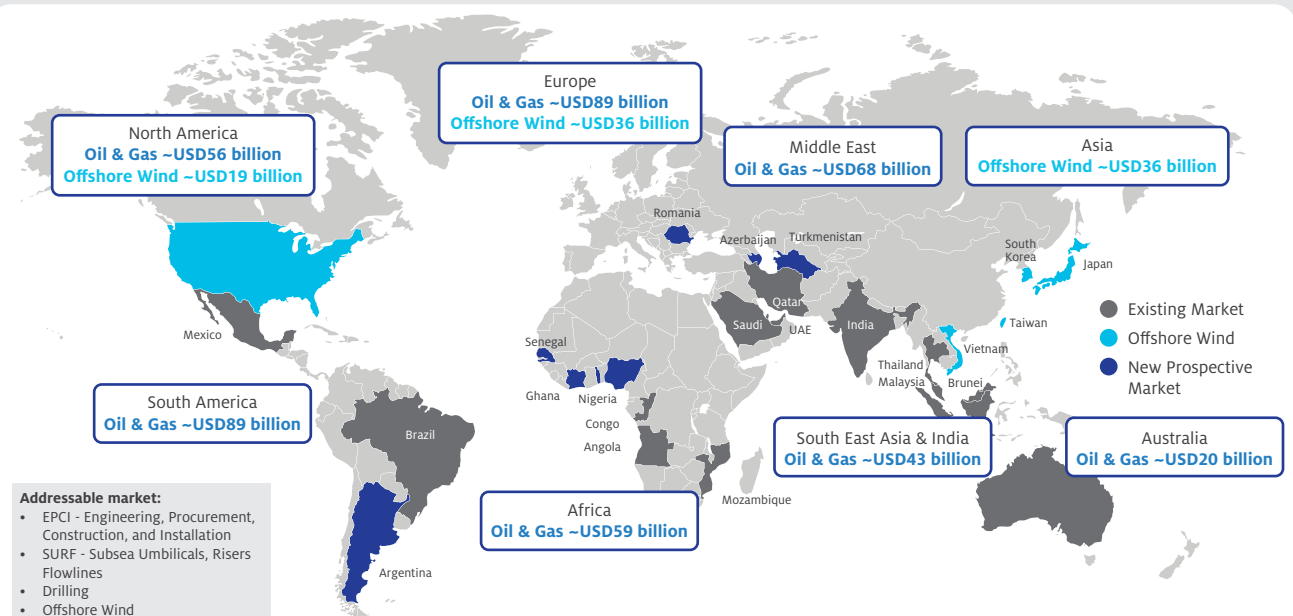 Europe
Oil & Gas ~USD89 billion
Offshore Wind ~USD36 billion
North America
Oil & Gas ~USD56 billion
Offshore Wind ~USD19 billion
Middle East
Oil & Gas ~USD68 billion
Asia
Offshore Wind ~USD36 billion
Romania
Azerbaijan
Turkmenistan
South
Korea
Japan
Qatar
Saudi
UAE
India
Taiwan
Mexico
Senegal
Vietnam
Thailand
Malaysia
Brunei
Ghana
Nigeria
Congo
Angola
Existing Market
Offshore Wind
New Prospective
Market
South America
Oil & Gas ~USD89 billion
Brazil
South East Asia & India
Oil & Gas ~USD43 billion
Australia
Oil & Gas ~USD20 billion
Mozambique
Africa
Oil & Gas ~USD59 billion
Argentina
Addressable market:
• EPCI - Engineering, Procurement,
Construction, and Installation
• SURF - Subsea Umbilicals, Risers
Flowlines
• Drilling
• Offshore Wind